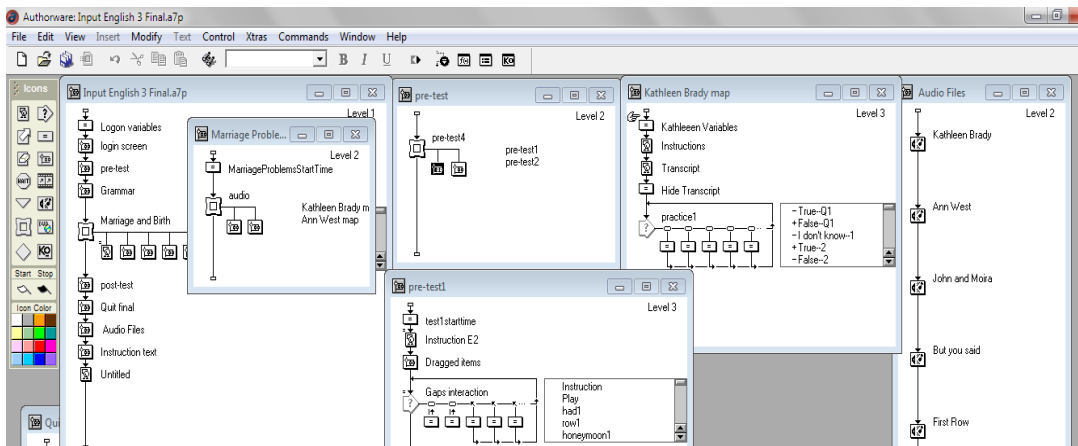 Authorware: Input English 3 Final.a7p
File Edit View Insert Modify Text Control Xtras Commands Window Help
B I U
KO
Icons
WAIT
KO
Start Stop
Icon Color
Input English 3 Final.a7p
Level 1
Logon variables
login screen
pre-test
Grammar
Marriage and Birth
post-test
Quit final
Audio Files
Instruction text
Untitled
Marriage Proble...
Level 2
MarriageProblemsStartTime
audio
Kathleen Brady m
Ann West map
pre-test
Level 2
pre-test4
pre-test1
pre-test2
pre-test1
Level 3
test1starttime
Instruction E2
Dragged items
Gaps interaction
Instruction
Play
had1
row1
honeymoon1
Kathleen Brady map
Level 3
Kathleeen Variables
Instructions
Transcript
Hide Transcript
practice1
- True--Q1
+ False--Q1
- I don't know--1
+ True--2
- False--2
Audio Files
Level 2
Kathleen Brady
Ann West
John and Moira
But you said
First Row
Qui